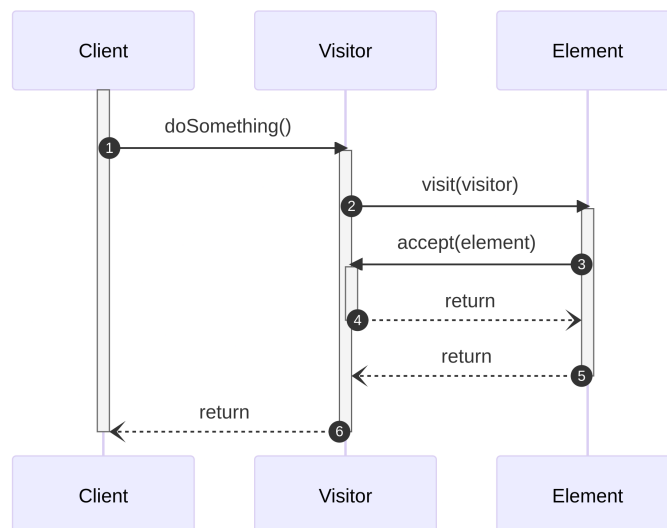 Client
Visitor
Element
doSomething()
1
visit(visitor)
2
accept(element)
3
return
4
return
5
return
6
Client
Visitor
Element